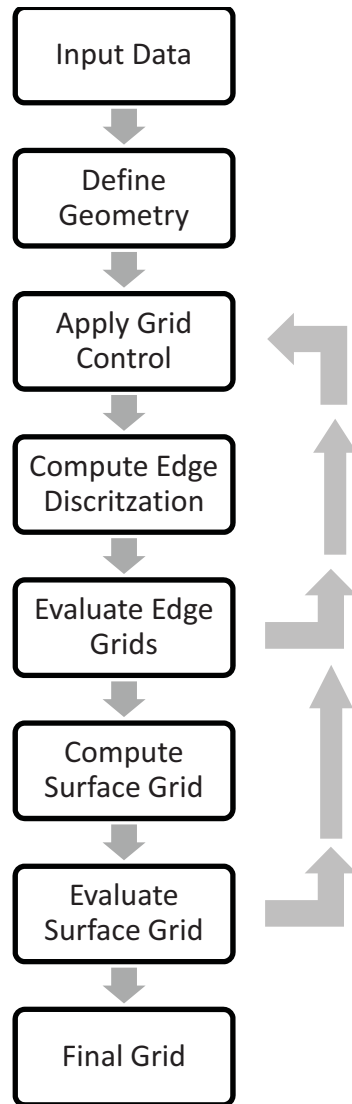 Input Data
Define
Geometry
Apply Grid
Control
Compute Edge
Discritzation
Evaluate Edge
Grids
Compute
Surface Grid
Evaluate
Surface Grid
Final Grid